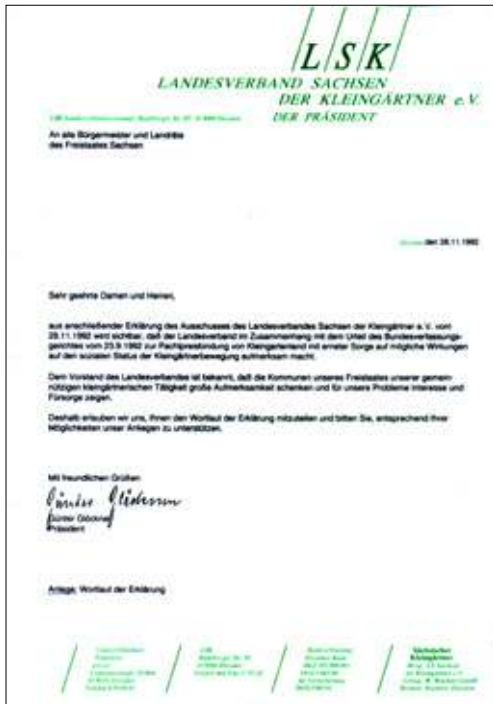 LSK
LANDESVERBAND SACHSEN
DER KLEINGÄRTNER e.V.
DER PRÄSIDENT
An alle Bürgermeister und Landräte
des Freistaates Sachsen
den 28.11.1992
Sehr geehrte Damen und Herren,
aus anschließender Erklärung des Ausschusses des Landesverbandes Sachsen der Kleingärtner e.V. vom
28.11.1992 wird sichtbar, daß der Landesverband im Zusammenhang mit dem Urteil des Bundesverfassungs-
gerichtes vom 23.9.1992 zur Pachtpreisbindung von Kleingartenland mit ernster Sorge auf mögliche Wirkungen
auf den sozialen Status der Kleingärtnerbewegung aufmerksam macht.
Dem Vorstand des Landesverbandes ist bekannt, daß die Kommunen unseres Freistaates unserer gemein-
nützigen kleingärtnerischen Tätigkeit große Aufmerksamkeit schenken und für unsere Probleme Interesse und
Fürsorge zeigen.
Deshalb erlauben wir uns, Ihnen den Wortlaut der Erklärung mitzuteilen und bitten Sie, entsprechend Ihrer
Möglichkeiten unser Anliegen zu unterstützen.
Mit freundlichen Grüßen
Günter Glöckner
Präsident
Anlage: Wortlaut der Erklärung